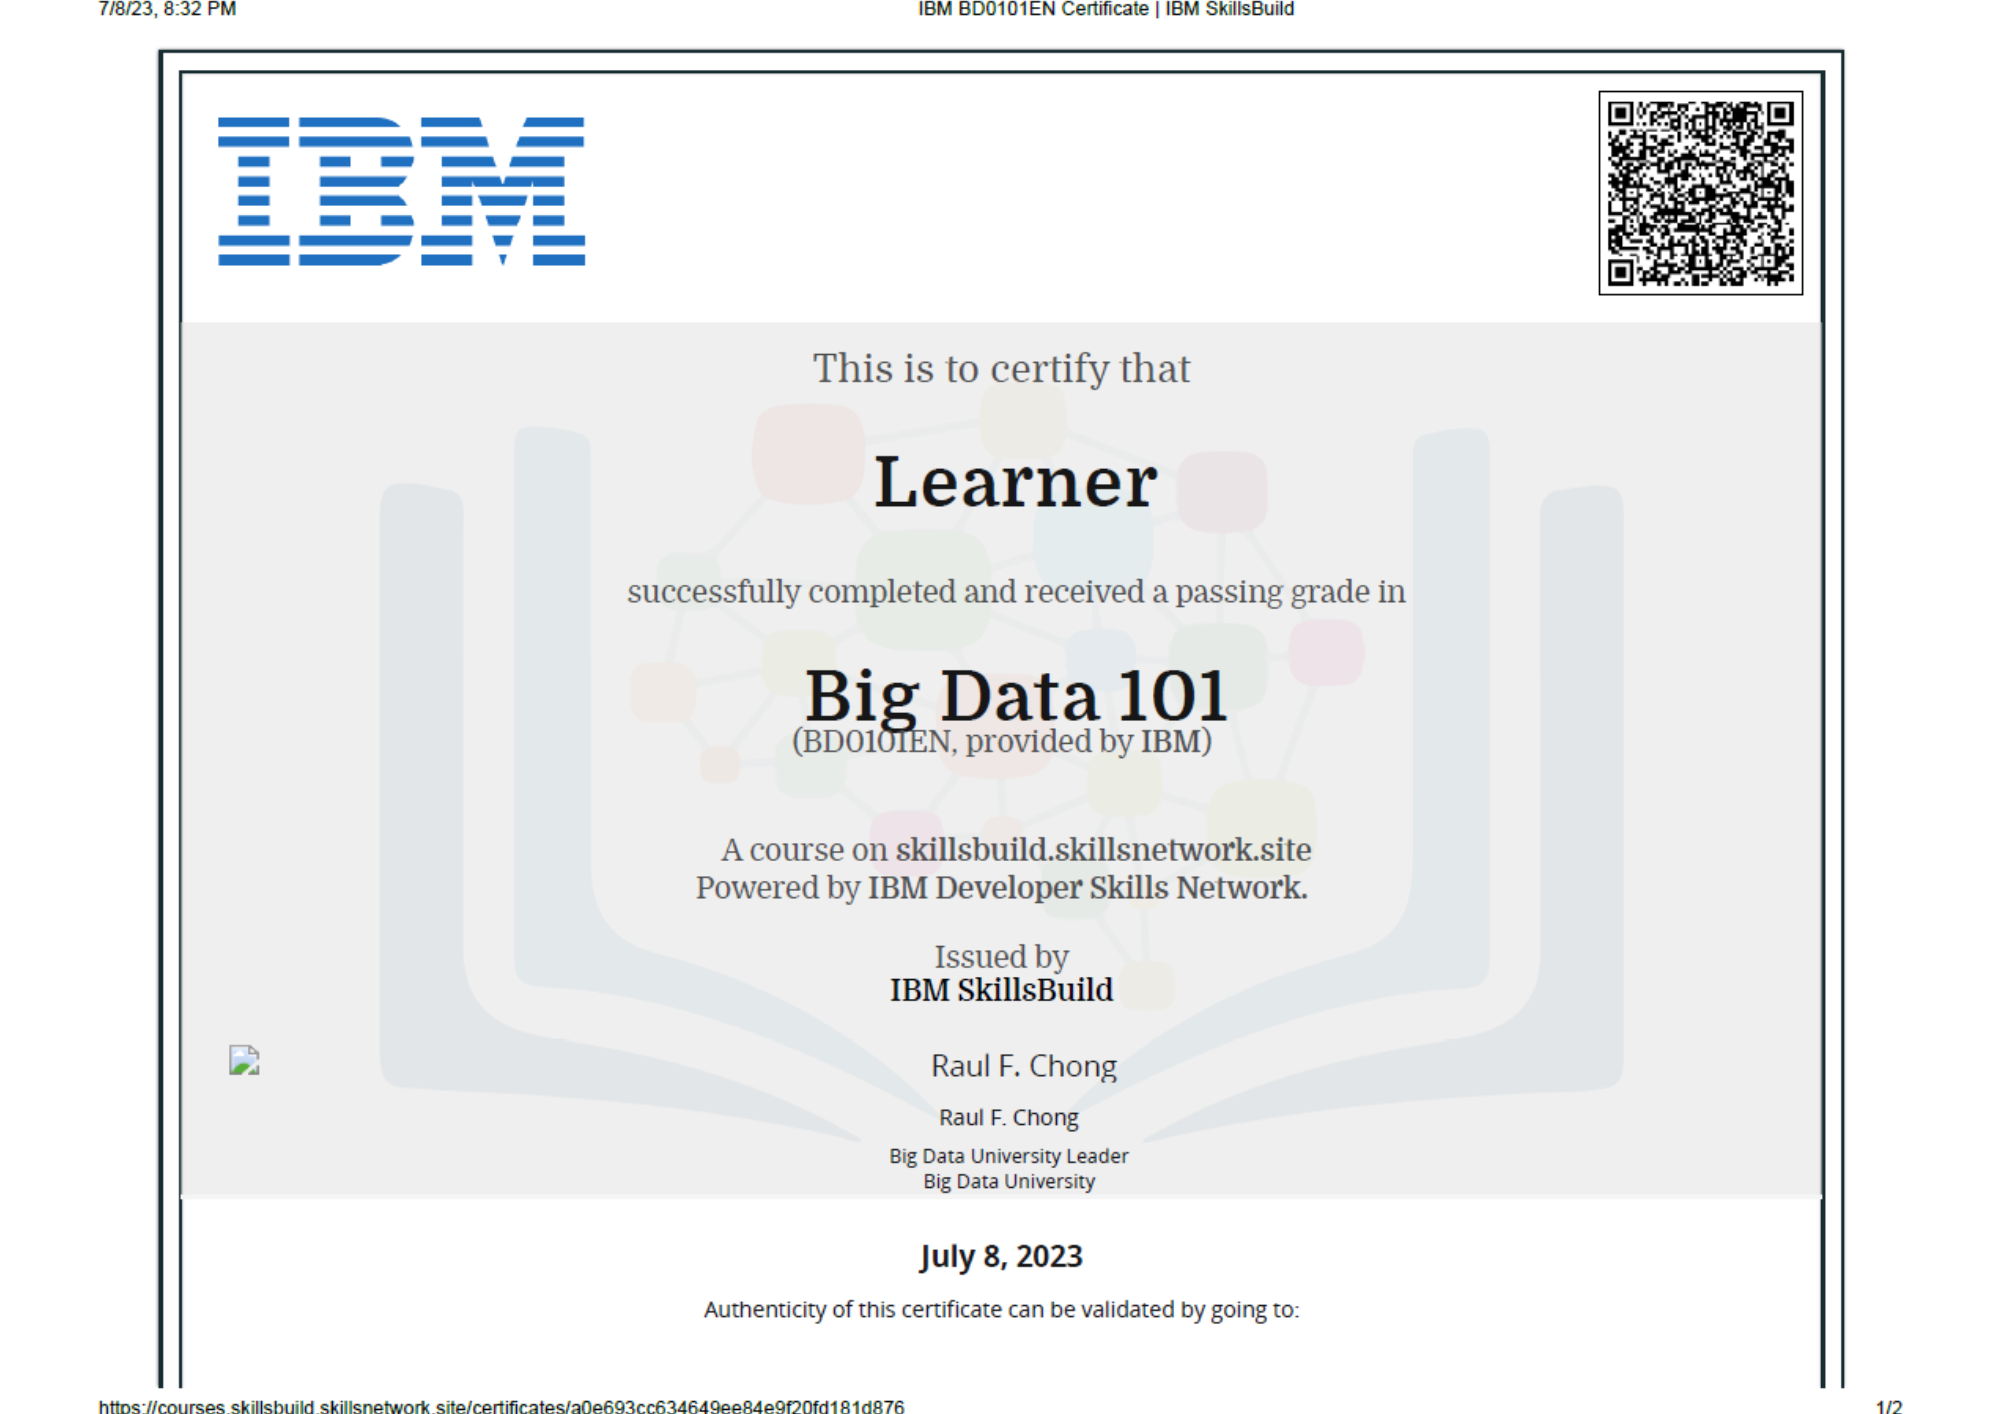 7/8/23, 8:32 PM
IBM BD0101EN Certificate | IBM SkillsBuild
IBM
This is to certify that
Learner
successfully completed and received a passing grade in
Big Data 101
(BD0101EN, provided by IBM)
A course on skillsbuild.skillsnetwork.site
Powered by IBM Developer Skills Network.
Issued by
IBM SkillsBuild
Raul F. Chong
Raul F. Chong
Big Data University Leader
Big Data University
July 8, 2023
Authenticity of this certificate can be validated by going to:
https://courses.skillsbuild.skillsnetwork.site/certificates/a0e693cc634649ee84e9f20fd181d876
1/2